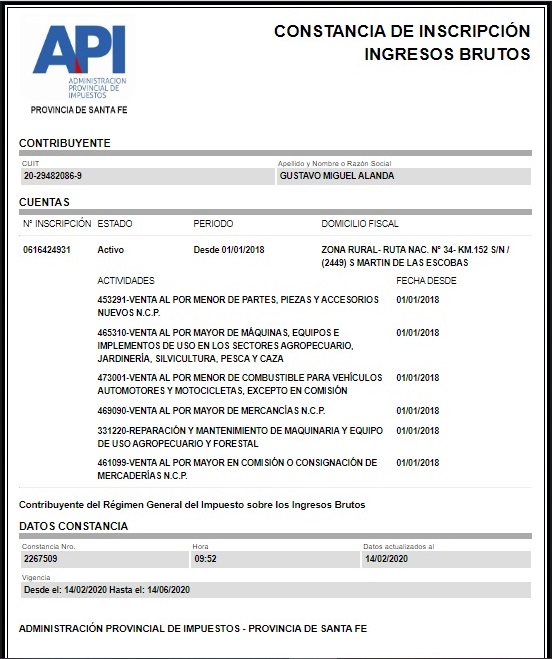 CONSTANCIA DE INSCRIPCIÓN
INGRESOS BRUTOS
API
ADMINISTRACION
PROVINCIAL DE
IMPUESTOS
PROVINCIA DE SANTA FE
CONTRIBUYENTE
CUIT Apellido y Nombre o Razón Social
20-29482086-9 GUSTAVO MIGUEL ALANDA
CUENTAS
N° INSCRIPCIÓN ESTADO PERIODO DOMICILIO FISCAL
0616424931 Activo Desde 01/01/2018 ZONA RURAL- RUTA NAC. N° 34- KM.152 S/N /
(2449) S MARTIN DE LAS ESCOBAS
ACTIVIDADES FECHA DESDE
453291-VENTA AL POR MENOR DE PARTES, PIEZAS Y ACCESORIOS 01/01/2018
NUEVOS N.C.P.
465310-VENTA AL POR MAYOR DE MÁQUINAS, EQUIPOS E 01/01/2018
IMPLEMENTOS DE USO EN LOS SECTORES AGROPECUARIO,
JARDINERÍA, SILVICULTURA, PESCA Y CAZA
473001-VENTA AL POR MENOR DE COMBUSTIBLE PARA VEHÍCULOS 01/01/2018
AUTOMOTORES Y MOTOCICLETAS, EXCEPTO EN COMISIÓN
469090-VENTA AL POR MAYOR DE MERCANCÍAS N.C.P. 01/01/2018
331220-REPARACIÓN Y MANTENIMIENTO DE MAQUINARIA Y EQUIPO 01/01/2018
DE USO AGROPECUARIO Y FORESTAL
461099-VENTA AL POR MAYOR EN COMISIÓN O CONSIGNACIÓN DE 01/01/2018
MERCADERÍAS N.C.P.
Contribuyente del Régimen General del Impuesto sobre los Ingresos Brutos
DATOS CONSTANCIA
Constancia Nro. Hora Datos actualizados al
2267509 09:52 14/02/2020
Vigencia
Desde el: 14/02/2020 Hasta el: 14/06/2020
ADMINISTRACIÓN PROVINCIAL DE IMPUESTOS - PROVINCIA DE SANTA FE